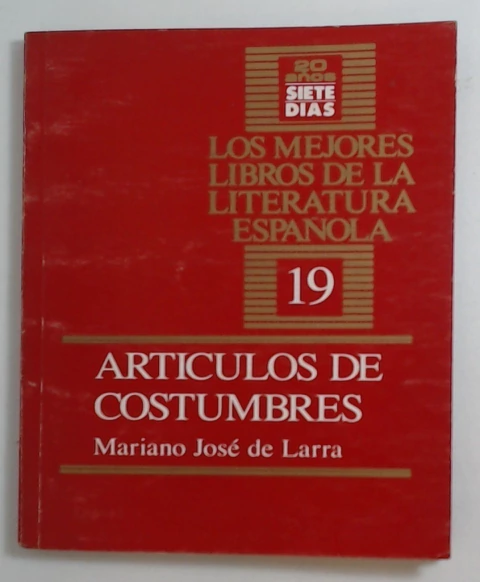 20
años
SIETE
DIAS
LOS MEJORES
LIBROS DE LA
LITERATURA
ESPAÑOLA
19
ARTICULOS DE
COSTUMBRES
Mariano José de Larra